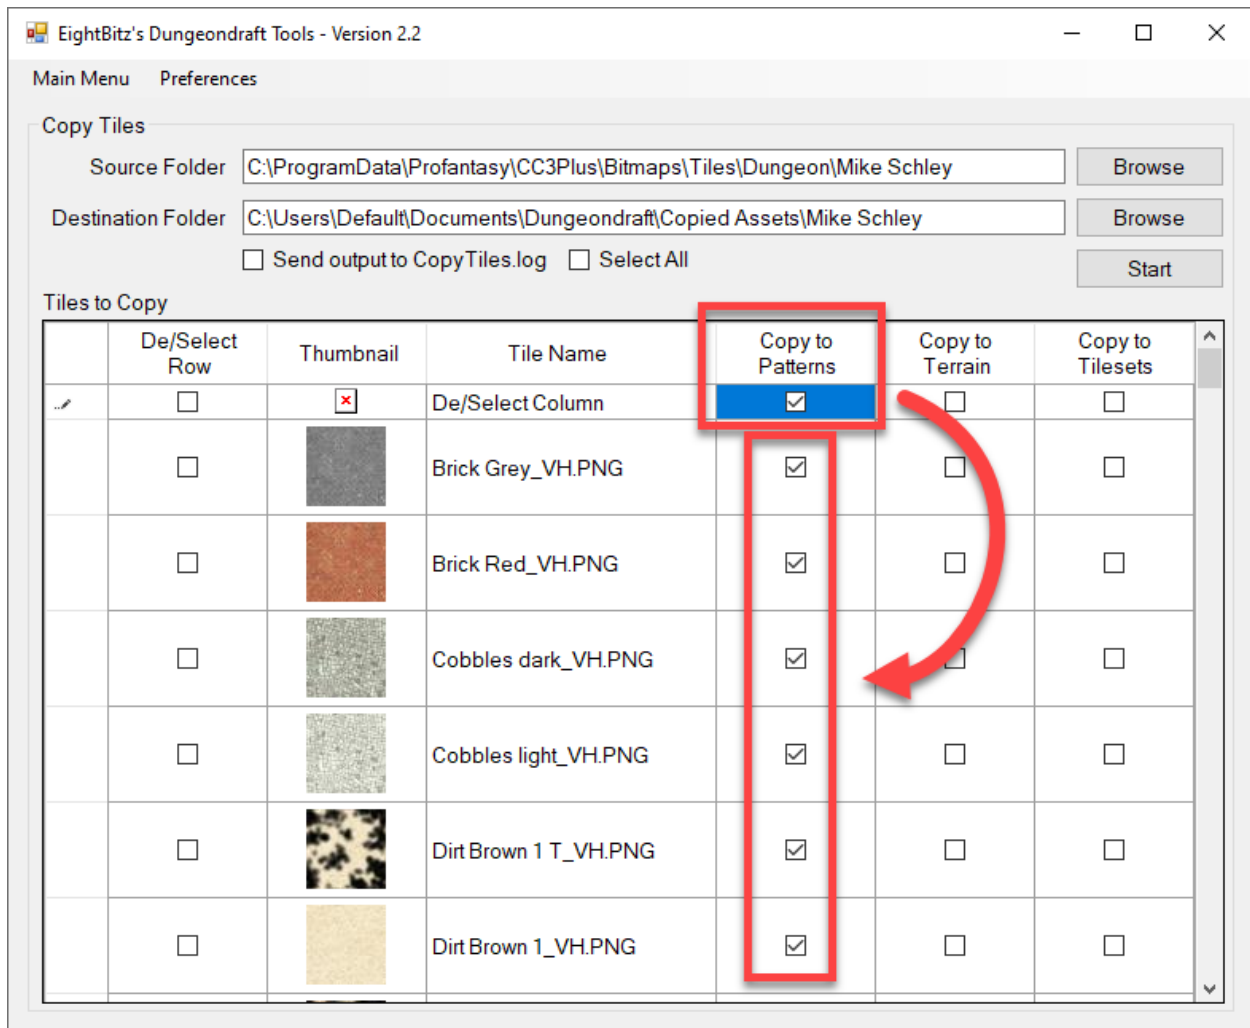 EightBitz's Dungeondraft Tools - Version 2.2
Main Menu Preferences
Copy Tiles
Source Folder C:\ProgramData\Profantasy\CC3Plus\Bitmaps\Tiles\Dungeon\Mike Schley Browse
Destination Folder C:\Users\Default\Documents\Dungeondraft\Copied Assets\Mike Schley Browse
Send output to CopyTiles.log Select All Start
Tiles to Copy
De/Select Row Thumbnail Tile Name Copy to Patterns Copy to Terrain Copy to Tilesets
De/Select Column
Brick Grey_VH.PNG
Brick Red_VH.PNG
Cobbles dark_VH.PNG
Cobbles light_VH.PNG
Dirt Brown 1 T_VH.PNG
Dirt Brown 1_VH.PNG